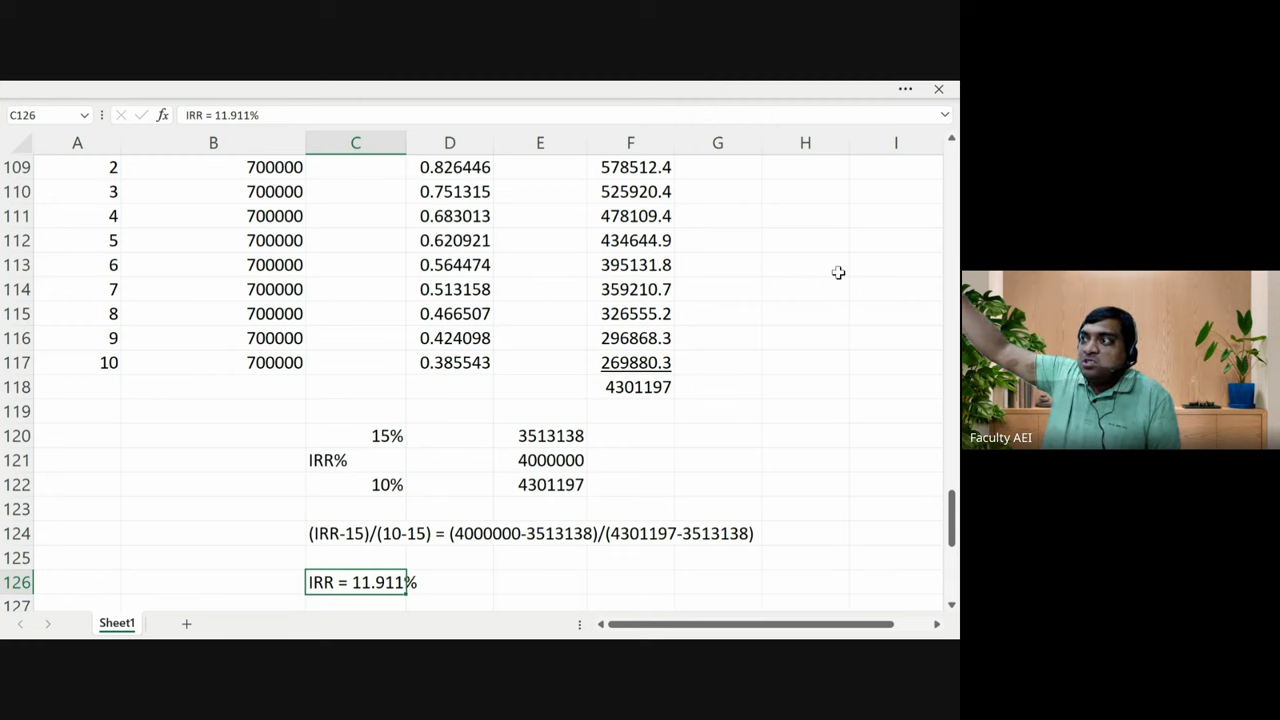 C126 fx IRR = 11.911%
A B C D E F G H I
109 2 700000 0.826446 578512.4
110 3 700000 0.751315 525920.4
111 4 700000 0.683013 478109.4
112 5 700000 0.620921 434644.9
113 6 700000 0.564474 395131.8
114 7 700000 0.513158 359210.7
115 8 700000 0.466507 326555.2
116 9 700000 0.424098 296868.3
117 10 700000 0.385543 269880.3
118 4301197
119
120 15% 3513138
121 IRR% 4000000
122 10% 4301197
123
124 (IRR-15)/(10-15) = (4000000-3513138)/(4301197-3513138)
125
126 IRR = 11.911%
127
Sheet1
Faculty AEI